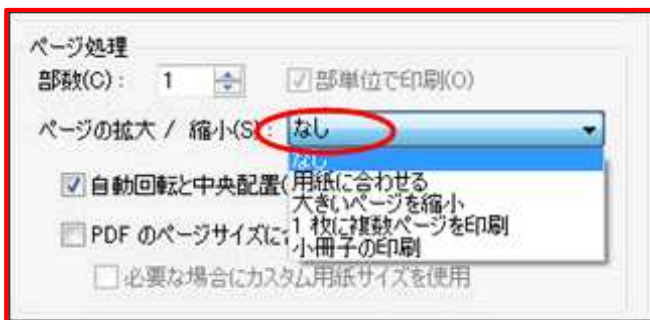 ページ処理
部数(C): 1 部単位で印刷(O)
ページの拡大 / 縮小(S): なし
なし
自動回転と中央配置( 用紙に合わせる
大きいページを縮小
PDF のページサイズに 1 枚に複数ページを印刷
小冊子の印刷
必要な場合にカスタム用紙サイズを使用